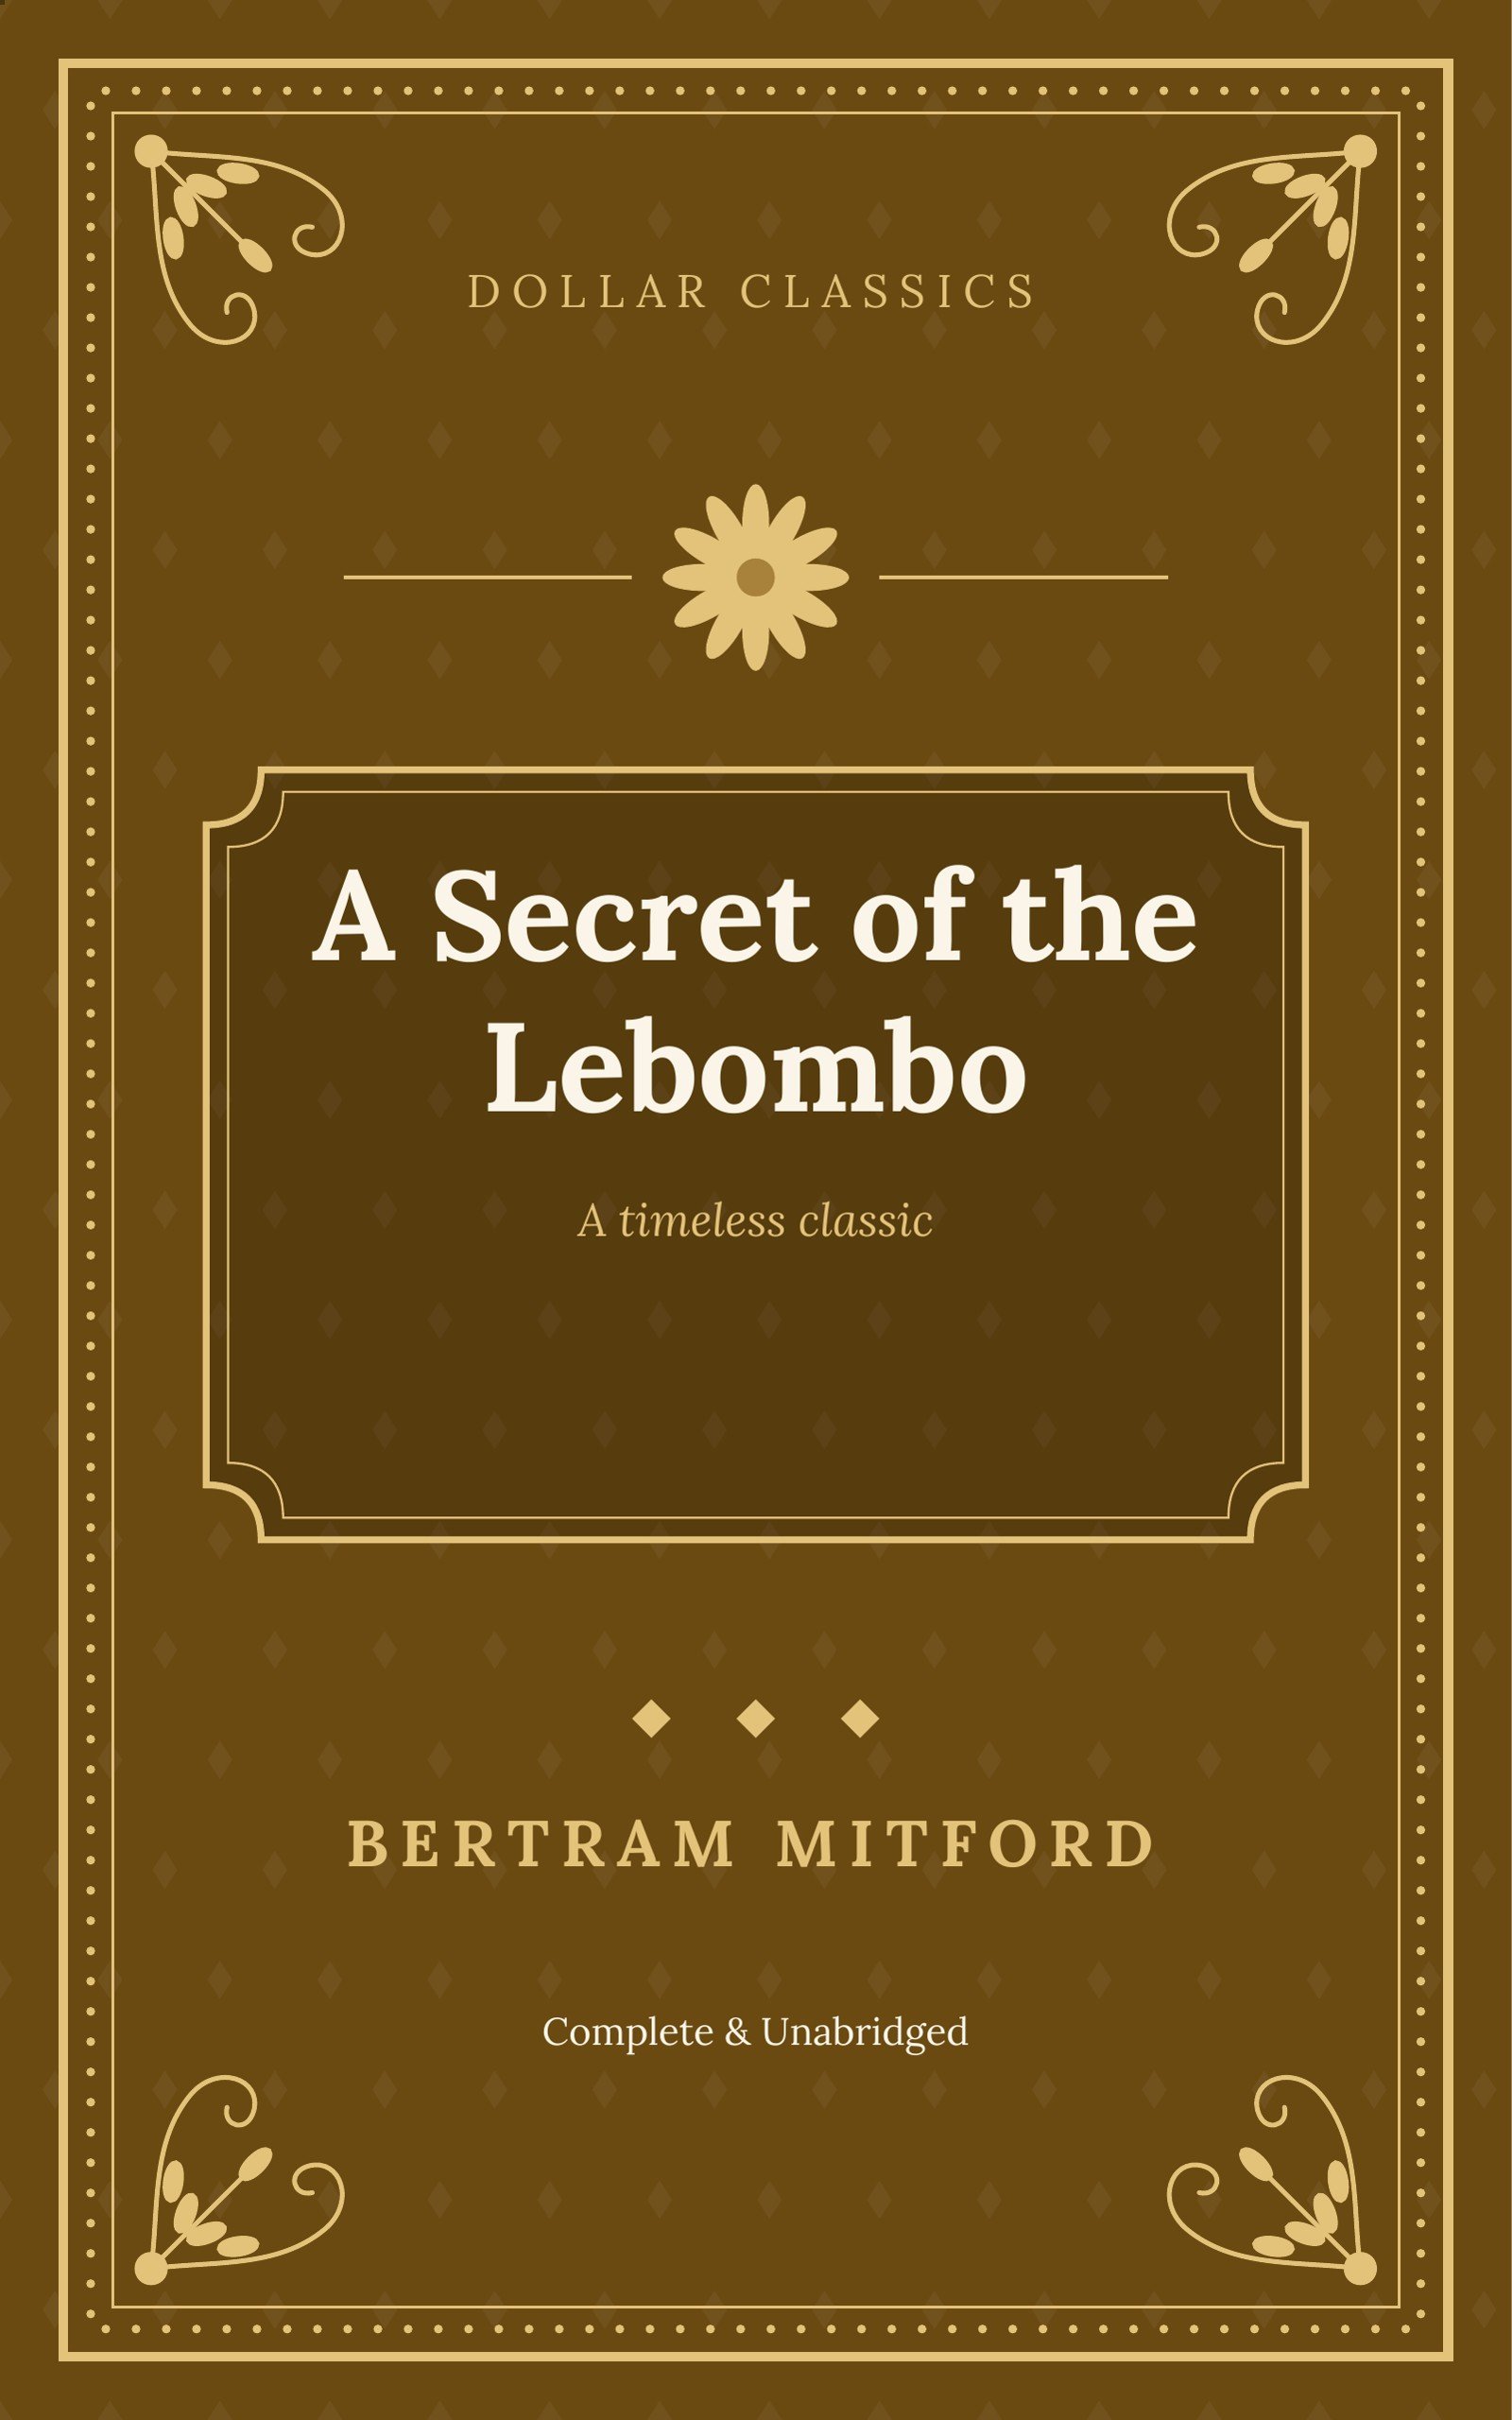 DOLLAR CLASSICS
A Secret of the
Lebombo
A timeless classic
BERTRAM MITFORD
Complete & Unabridged